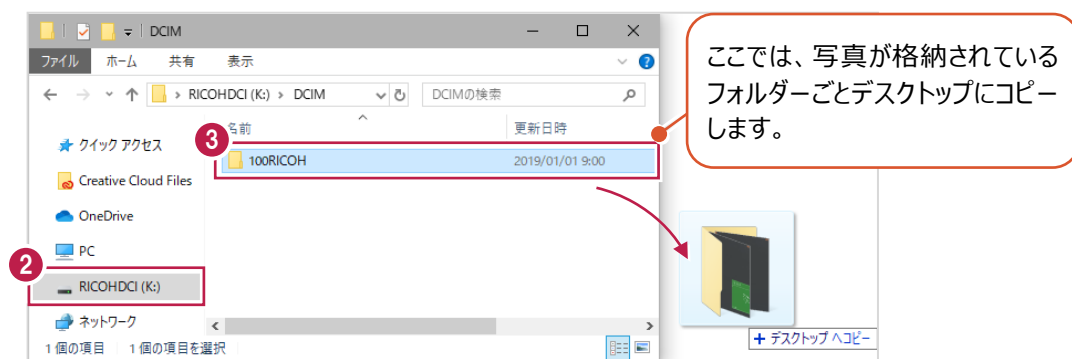 DCIM
ファイル ホーム 共有 表示
RICOHDCI (K:) › DCIM DCIMの検索
名前 更新日時
3
100RICOH 2019/01/01 9:00
クイック アクセス
Creative Cloud Files
OneDrive
PC
2
RICOHDCI (K:)
ネットワーク
1 個の項目 1 個の項目を選択
ここでは、写真が格納されている
フォルダーごとデスクトップにコピー
します。
+ デスクトップ へコピー